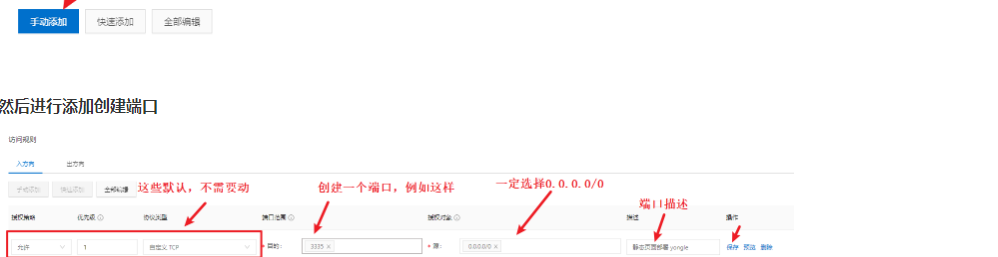 手动添加 快速添加 全部编辑
然后进行添加创建端口
访问规则
入方向 出方向
手动添加 快速添加 全部编辑 这些默认，不需要动 创建一个端口，例如这样 一定选择0.0.0.0/0
端口描述
授权策略 优先级 协议类型 端口范围 授权对象 描述 操作
允许 1 自定义 TCP * 目的: 3335 × * 源: 0.0.0.0/0 × 静态页面部署 yongle 保存 预览 删除